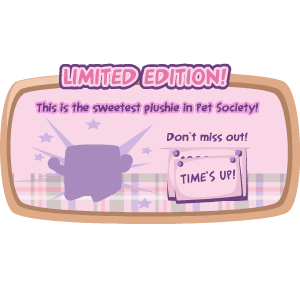 LIMITED EDITION!
This is the sweetest plushie in Pet Society!
Don't miss out!
TIME'S UP!